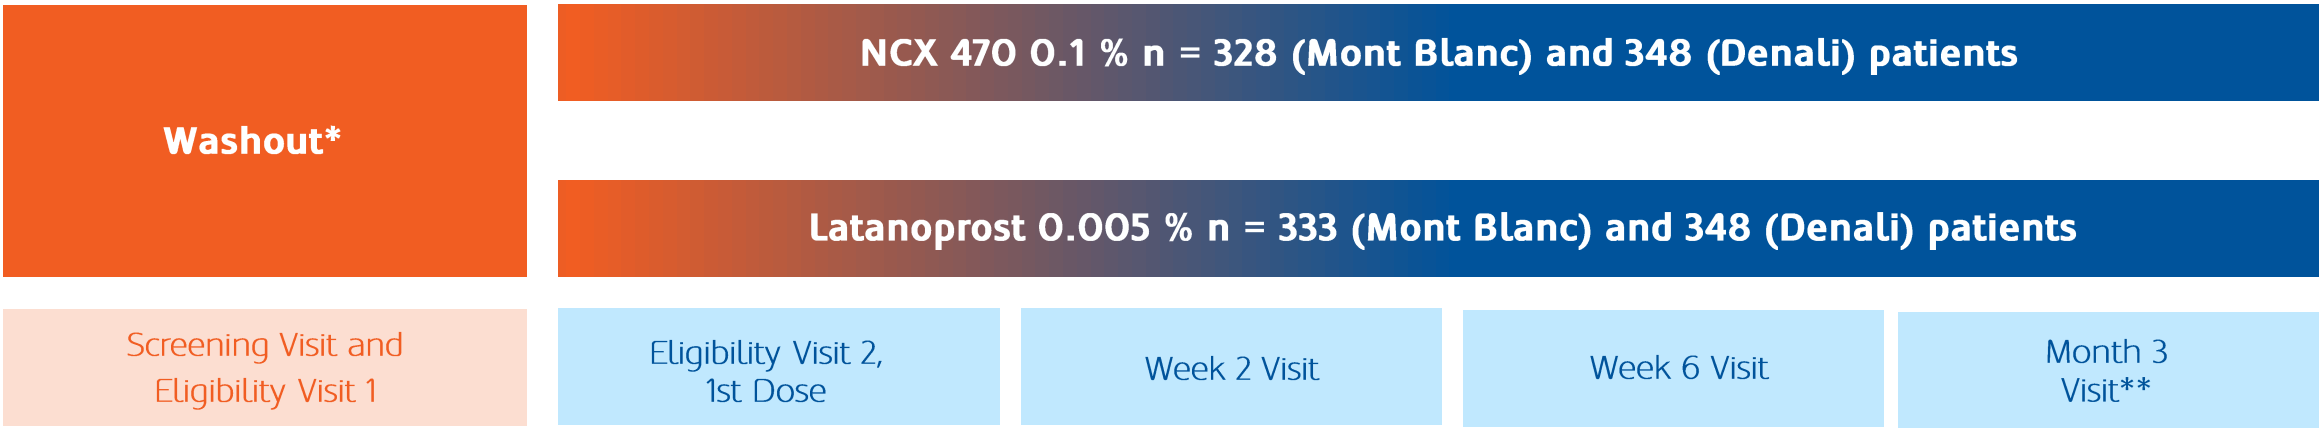 Washout*
NCX 470 0.1 % n = 328 (Mont Blanc) and 348 (Denali) patients
Latanoprost 0.005 % n = 333 (Mont Blanc) and 348 (Denali) patients
Screening Visit and
Eligibility Visit 1
Eligibility Visit 2,
1st Dose
Week 2 Visit
Week 6 Visit
Month 3
Visit**